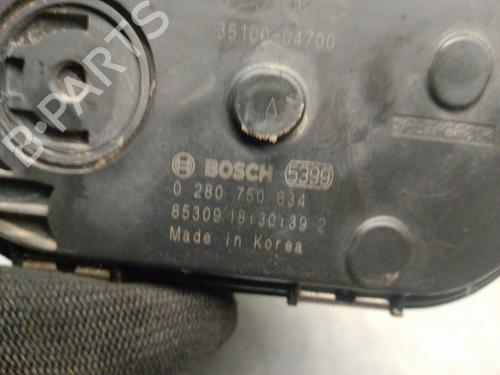 35100-04700
B-PARTS
BOSCH 5399
0 280 750 634
85309 18:30:39 2
Made in Korea